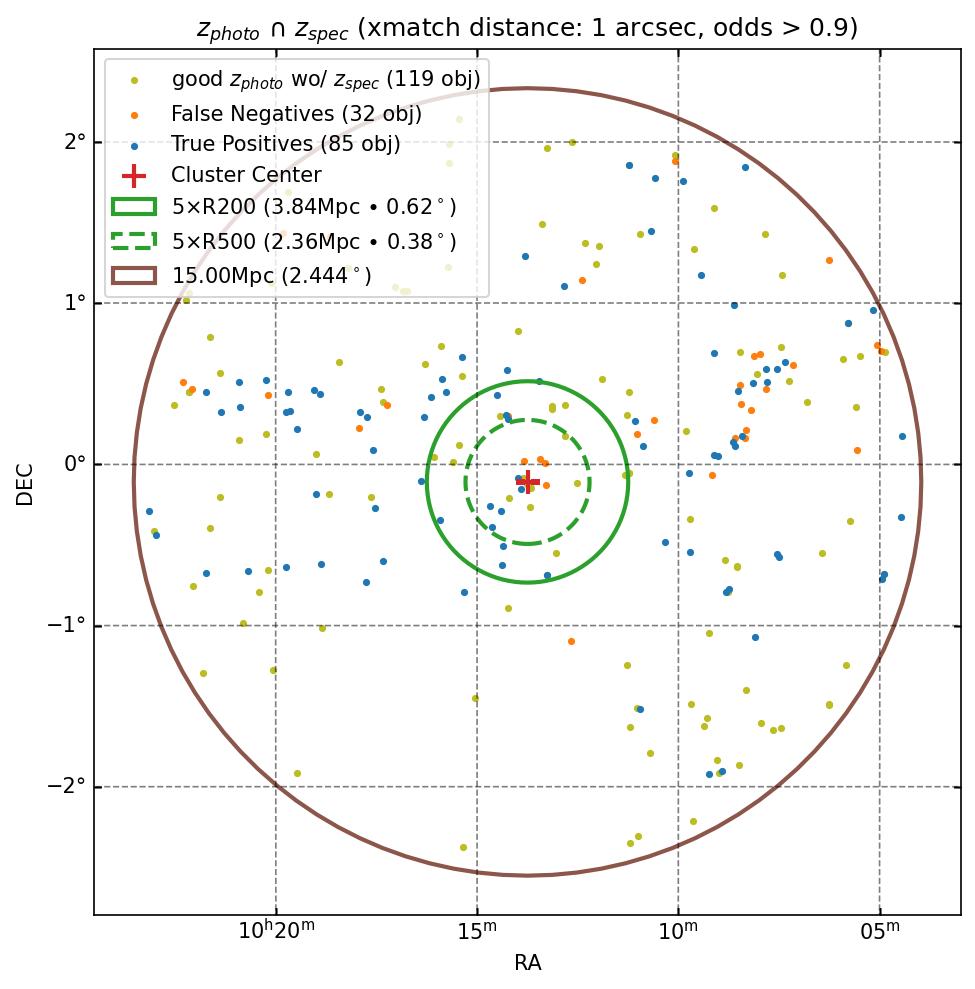 z_photo ∩ z_spec (xmatch distance: 1 arcsec, odds > 0.9)
good z_photo wo/ z_spec (119 obj)
False Negatives (32 obj)
True Positives (85 obj)
Cluster Center
5×R200 (3.84Mpc • 0.62°)
5×R500 (2.36Mpc • 0.38°)
15.00Mpc (2.444°)
2°
1°
0°
−1°
−2°
DEC
10h20m 15m 10m 05m
RA